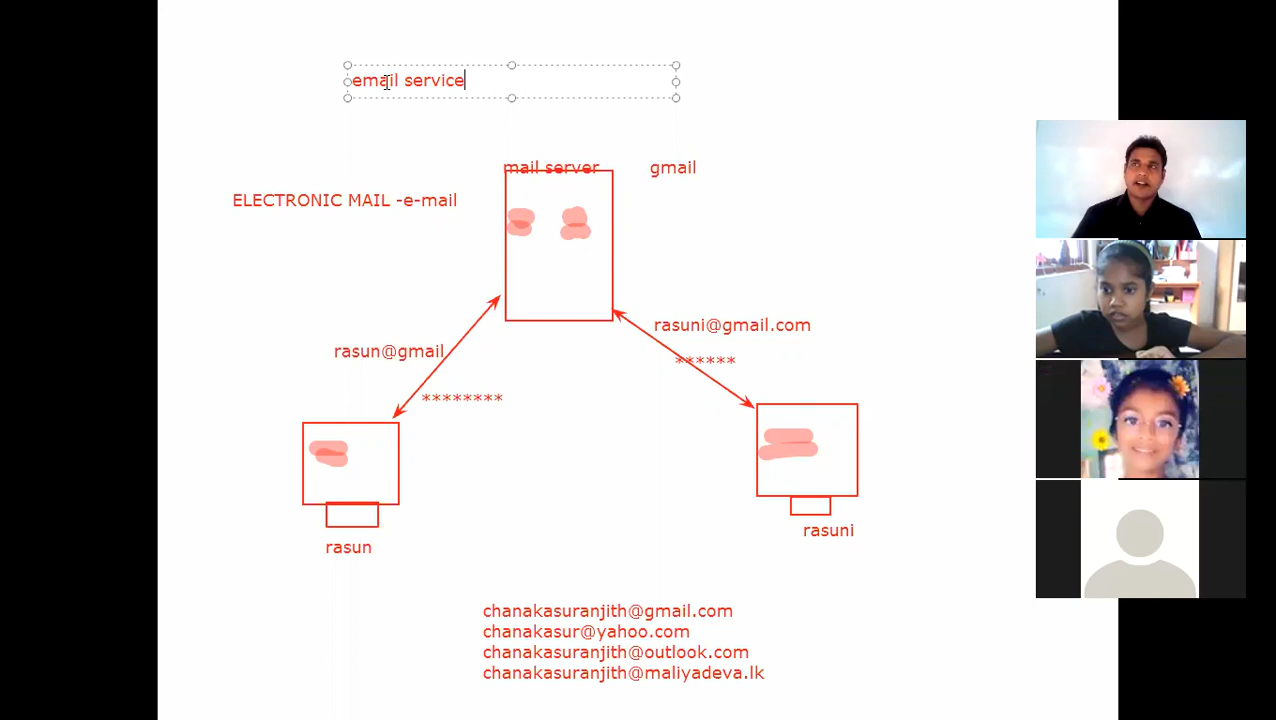 email service
mail server
gmail
ELECTRONIC MAIL -e-mail
rasuni@gmail.com
rasun@gmail
******
********
rasuni
rasun
chanakasuranjith@gmail.com
chanakasur@yahoo.com
chanakasuranjith@outlook.com
chanakasuranjith@maliyadeva.lk